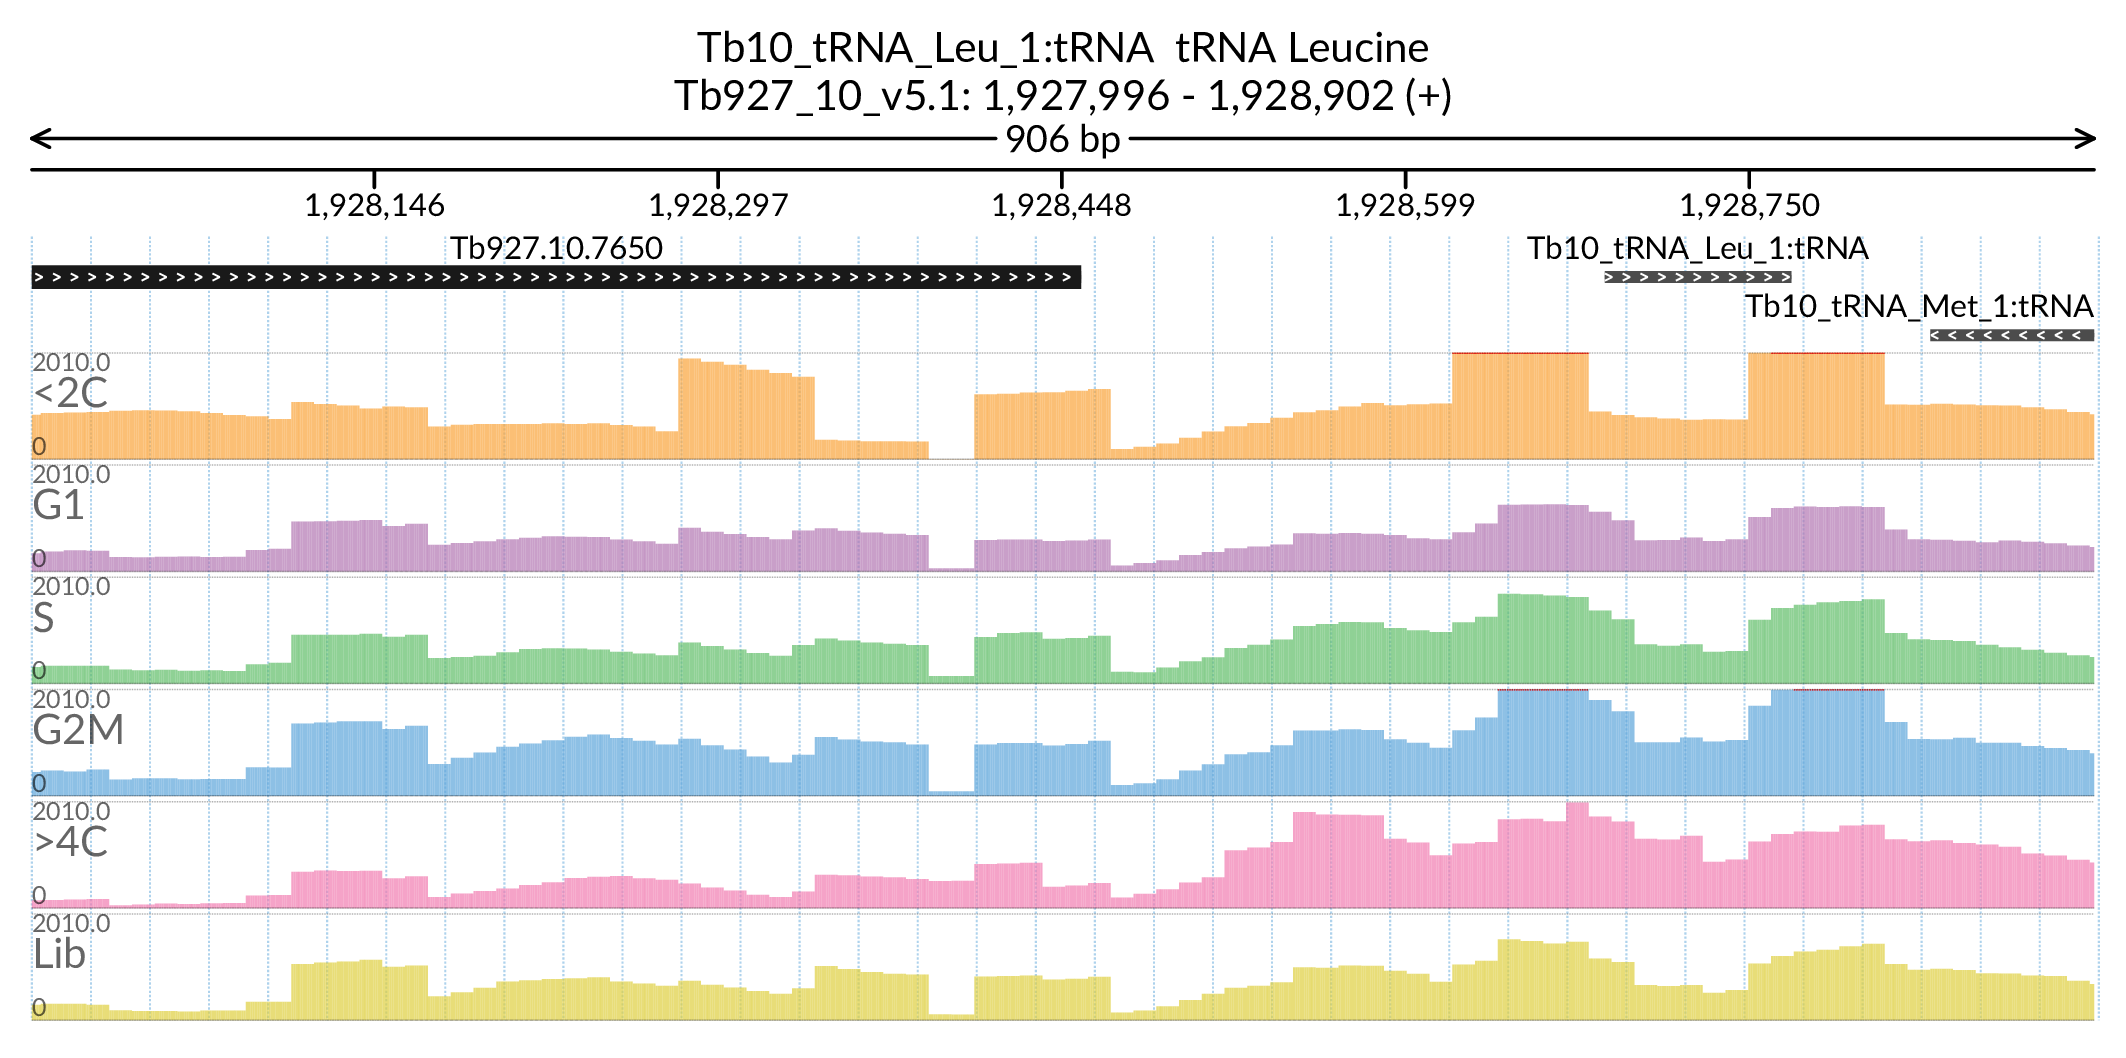 Tb10_tRNA_Leu_1:tRNA tRNA Leucine
Tb927_10_v5.1: 1,927,996 - 1,928,902 (+)
906 bp
1,928,146 1,928,297 1,928,448 1,928,599 1,928,750
Tb927.10.7650 Tb10_tRNA_Leu_1:tRNA
Tb10_tRNA_Met_1:tRNA
2010.0
<2C
0
2010.0
G1
0
2010.0
S
0
2010.0
G2M
0
2010.0
>4C
0
2010.0
Lib
0